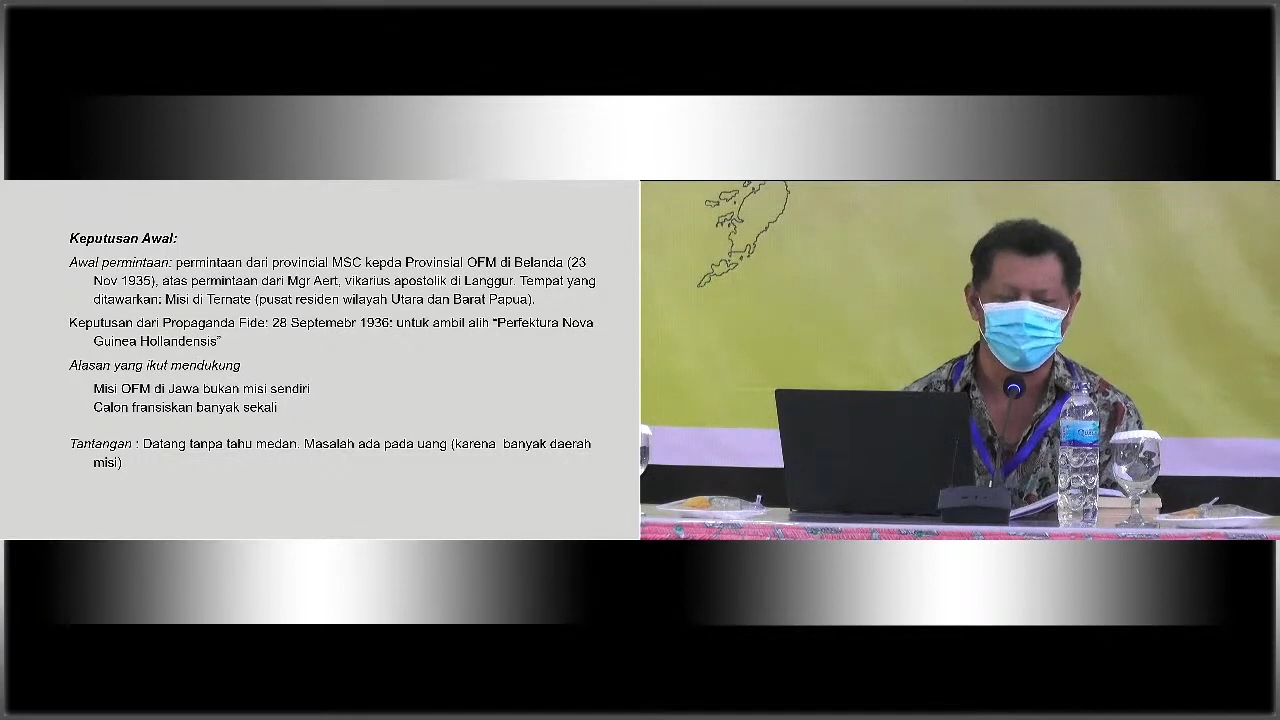 Keputusan Awal:
Awal permintaan: permintaan dari provincial MSC kepda Provinsial OFM di Belanda (23
Nov 1935), atas permintaan dari Mgr Aert, vikarius apostolik di Langgur. Tempat yang
ditawarkan: Misi di Ternate (pusat residen wilayah Utara dan Barat Papua).
Keputusan dari Propaganda Fide: 28 Septemebr 1936: untuk ambil alih “Perfektura Nova
Guinea Hollandensis”
Alasan yang ikut mendukung
Misi OFM di Jawa bukan misi sendiri
Calon fransiskan banyak sekali
Tantangan : Datang tanpa tahu medan. Masalah ada pada uang (karena banyak daerah
misi)